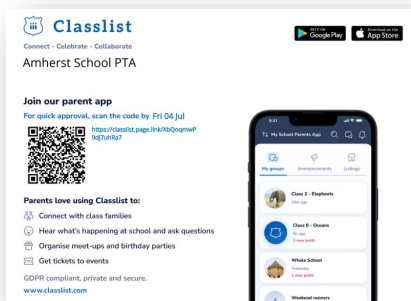 Classlist
GET IT ON
Google Play
Download on the
App Store
Connect - Celebrate - Collaborate
Amherst School PTA
Join our parent app
For quick approval, scan the code by Fri 04 Jul
https://classlist.page.link/XbQoqmwP
9dJ7uhRa7
Parents love using Classlist to:
Connect with class families
Hear what's happening at school and ask questions
Organise meet-ups and birthday parties
Get tickets to events
GDPR compliant, private and secure.
www.classlist.com
9:41
My School Parents App
My groups
Announcements
Listings
Class 2 - Elephants
10m ago
Class 6 - Oceans
5h ago
3 new posts
Whole School
Yesterday
1 new posts
Weekend runners